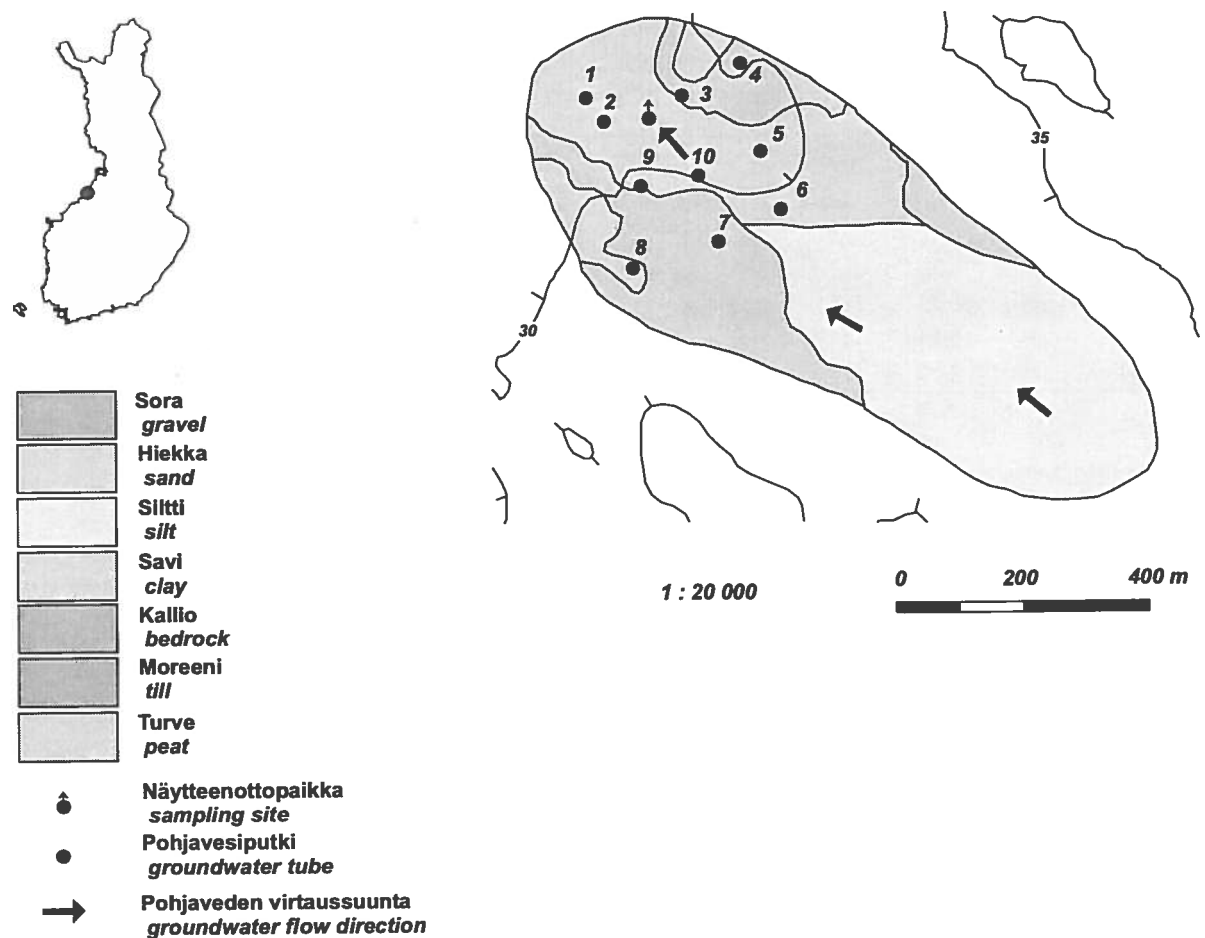 1
2
3
4
5
6
7
8
9
10
35
30
Sora
gravel
Hiekka
sand
Siltti
silt
Savi
clay
Kallio
bedrock
Moreeni
till
Turve
peat
Näytteenottopaikka
sampling site
Pohjavesiputki
groundwater tube
Pohjaveden virtaussuunta
groundwater flow direction
1 : 20 000
0 200 400 m